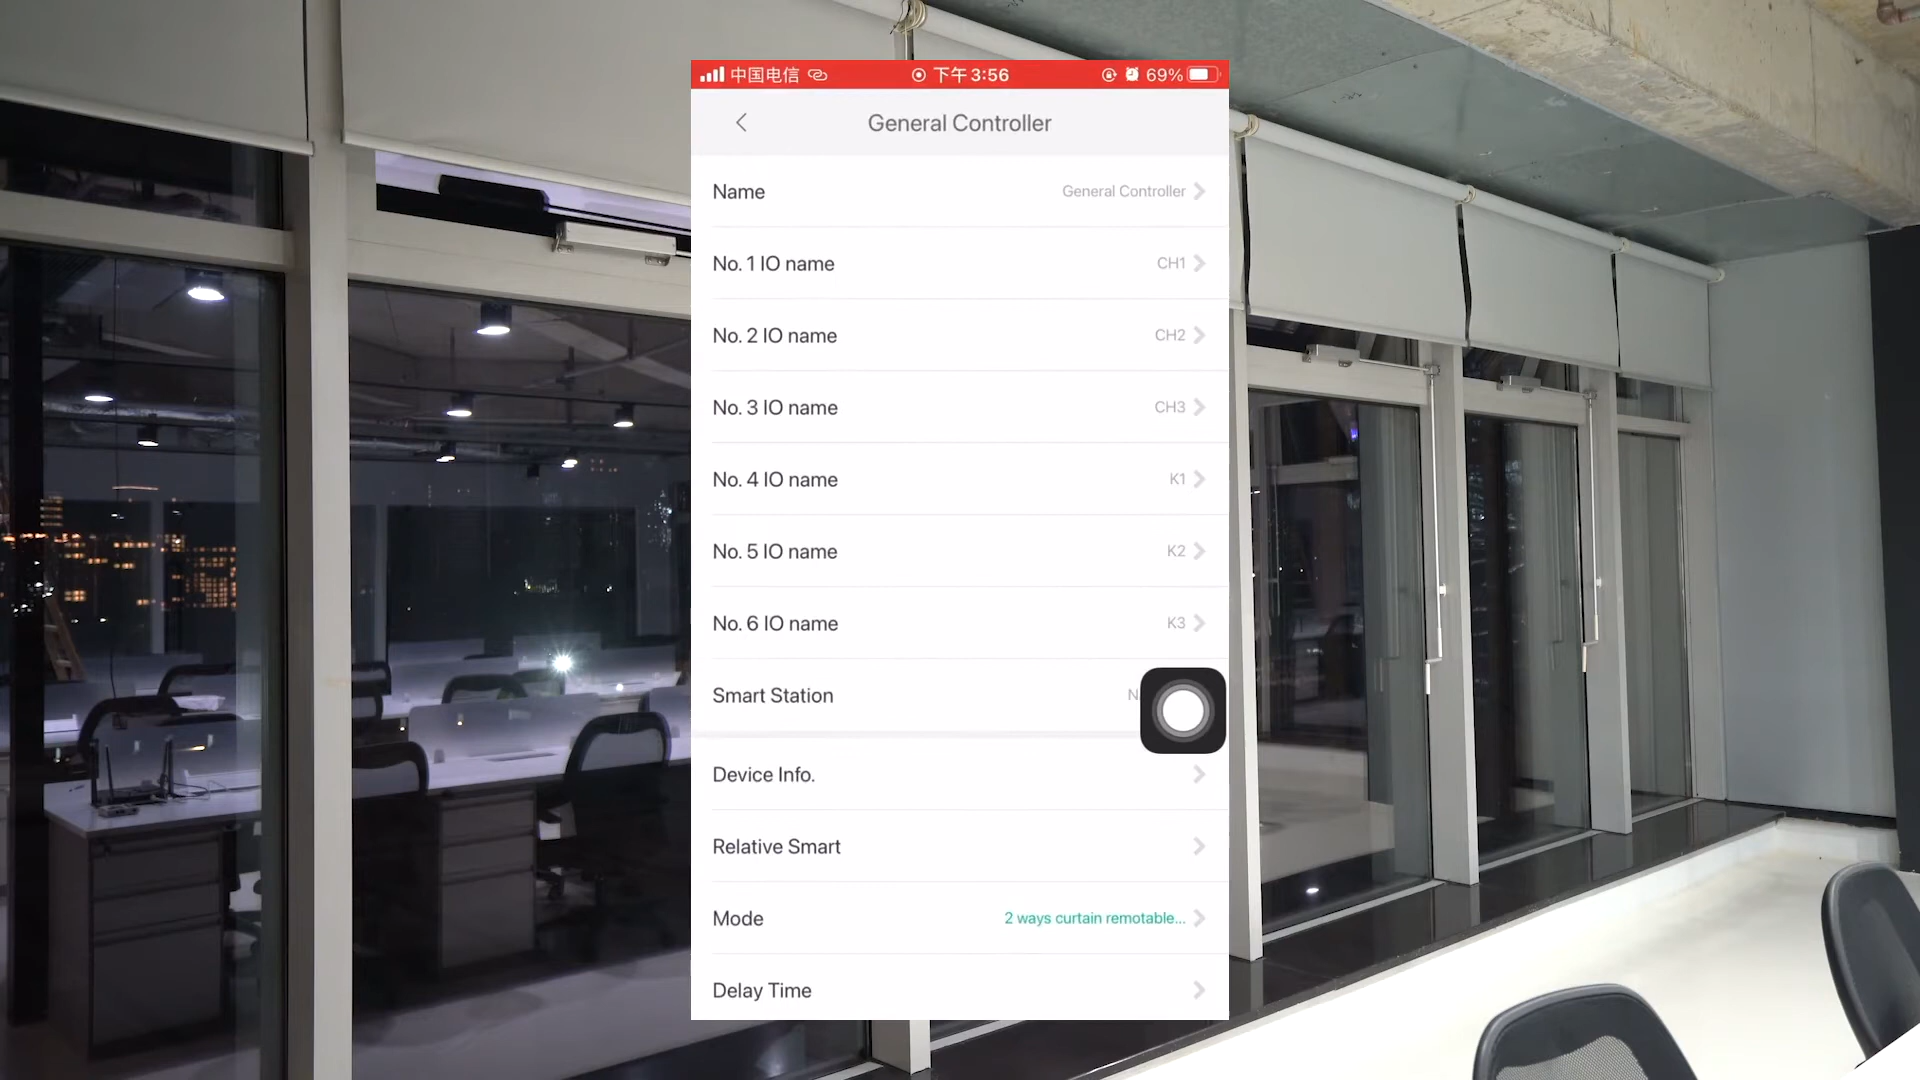 中国电信 下午3:56 69%
General Controller
Name General Controller
No. 1 IO name CH1
No. 2 IO name CH2
No. 3 IO name CH3
No. 4 IO name K1
No. 5 IO name K2
No. 6 IO name K3
Smart Station
Device Info.
Relative Smart
Mode 2 ways curtain remotable...
Delay Time